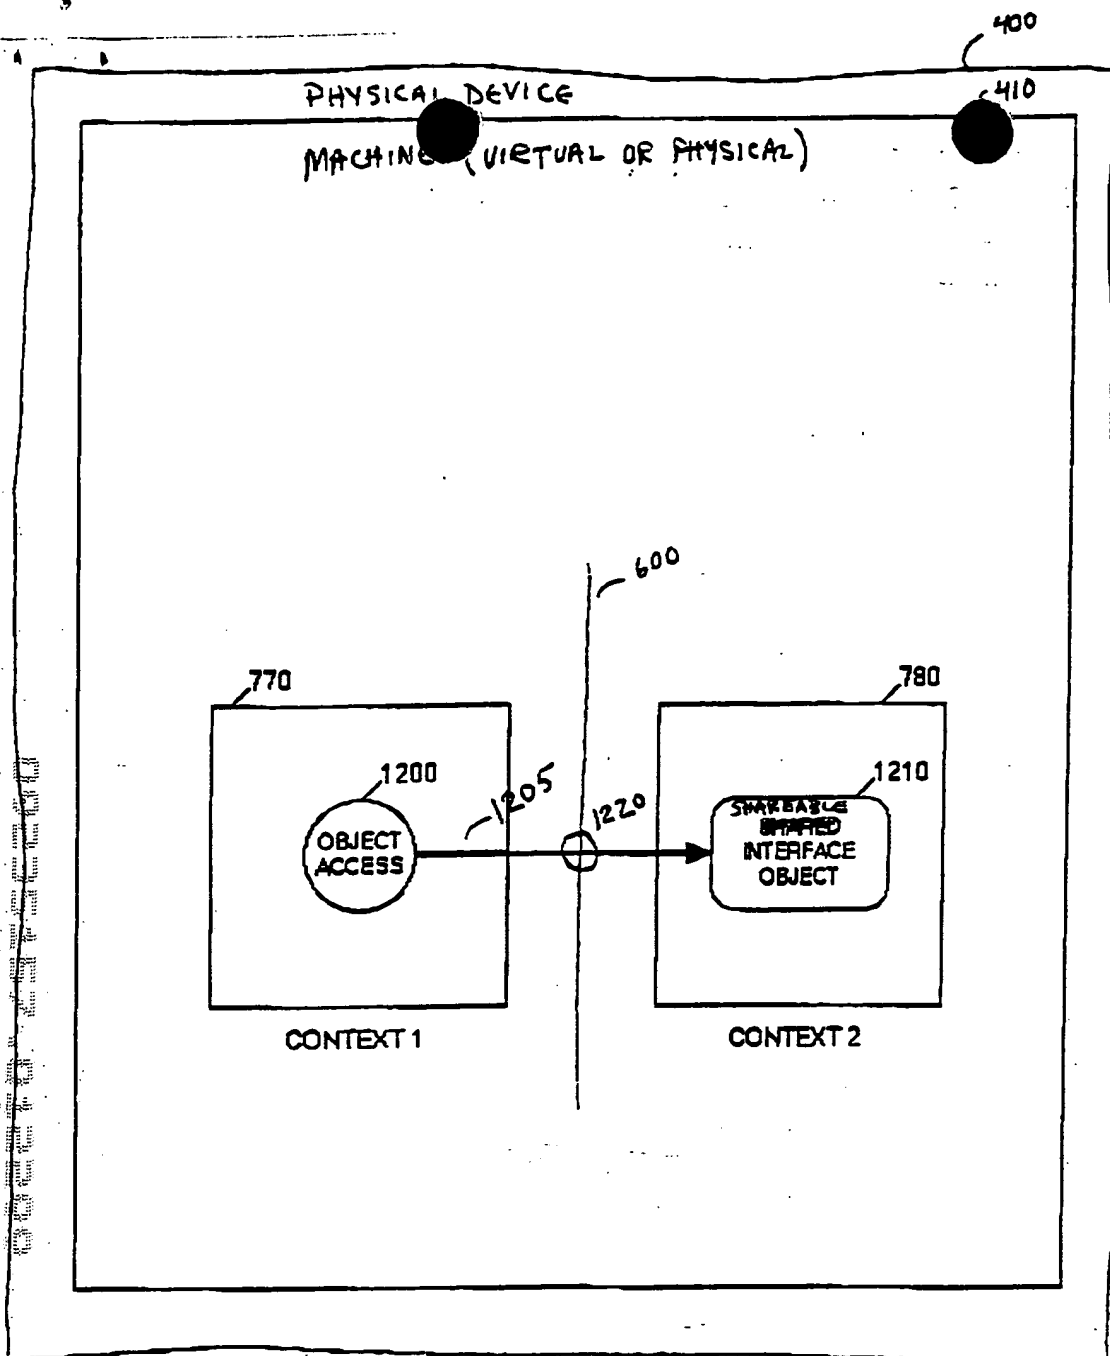 400
PHYSICAL DEVICE
410
MACHINE (VIRTUAL OR PHYSICAL)
600
770
780
1200
1205
1220
1210
OBJECT
ACCESS
SHAREABLE
SHARED
INTERFACE
OBJECT
CONTEXT 1
CONTEXT 2